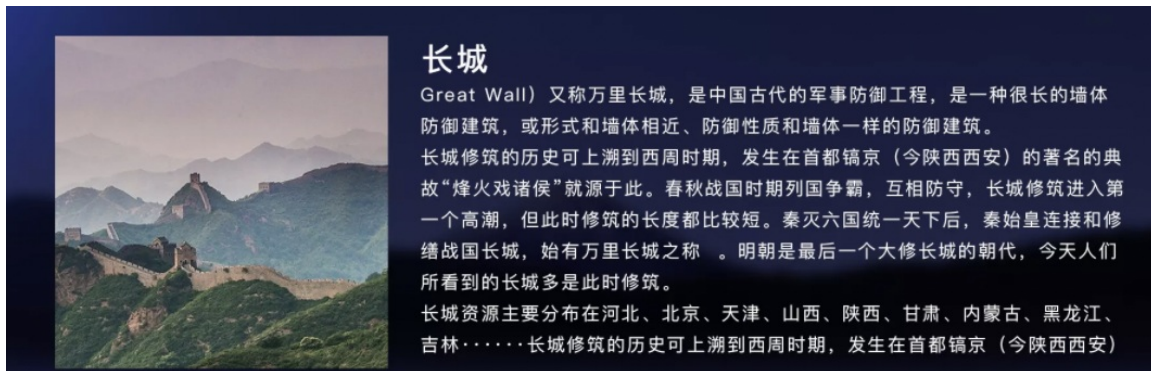 长城
Great Wall）又称万里长城，是中国古代的军事防御工程，是一种很长的墙体
防御建筑，或形式和墙体相近、防御性质和墙体一样的防御建筑。
长城修筑的历史可上溯到西周时期，发生在首都镐京（今陕西西安）的著名的典
故“烽火戏诸侯”就源于此。春秋战国时期列国争霸，互相防守，长城修筑进入第
一个高潮，但此时修筑的长度都比较短。秦灭六国统一天下后，秦始皇连接和修
缮战国长城，始有万里长城之称 。明朝是最后一个大修长城的朝代，今天人们
所看到的长城多是此时修筑。
长城资源主要分布在河北、北京、天津、山西、陕西、甘肃、内蒙古、黑龙江、
吉林······长城修筑的历史可上溯到西周时期，发生在首都镐京（今陕西西安）